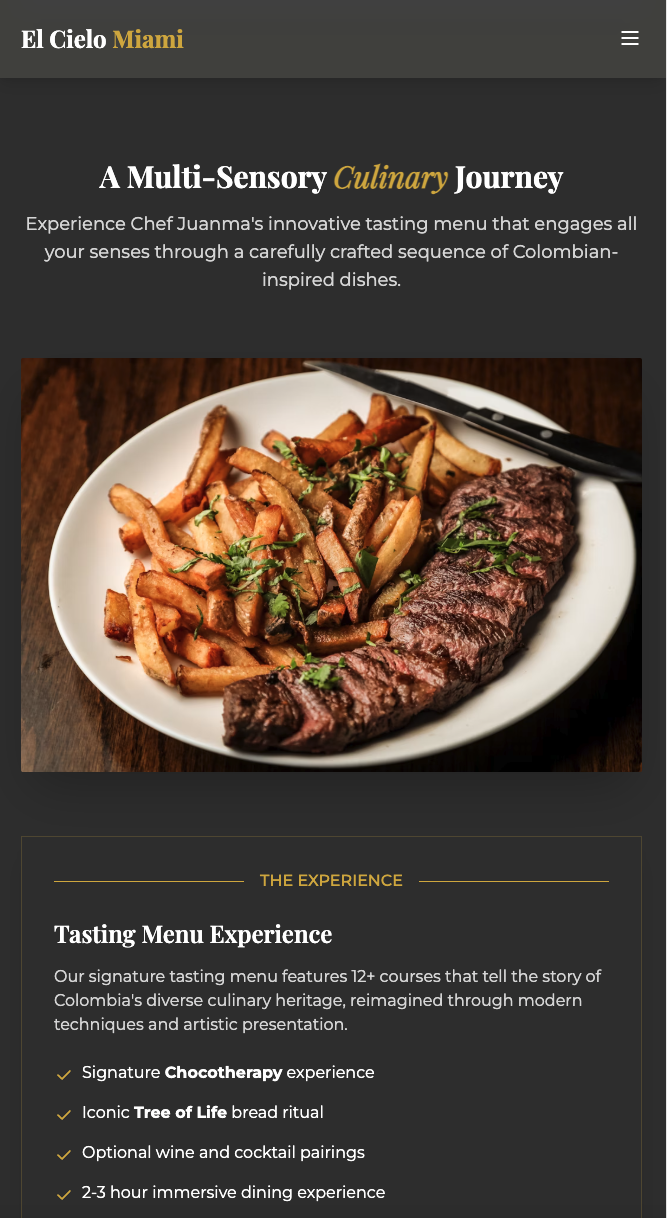 El Cielo Miami
A Multi-Sensory Culinary Journey
Experience Chef Juanma's innovative tasting menu that engages all
your senses through a carefully crafted sequence of Colombian-
inspired dishes.
THE EXPERIENCE
Tasting Menu Experience
Our signature tasting menu features 12+ courses that tell the story of
Colombia's diverse culinary heritage, reimagined through modern
techniques and artistic presentation.
Signature Chocotherapy experience
Iconic Tree of Life bread ritual
Optional wine and cocktail pairings
2-3 hour immersive dining experience